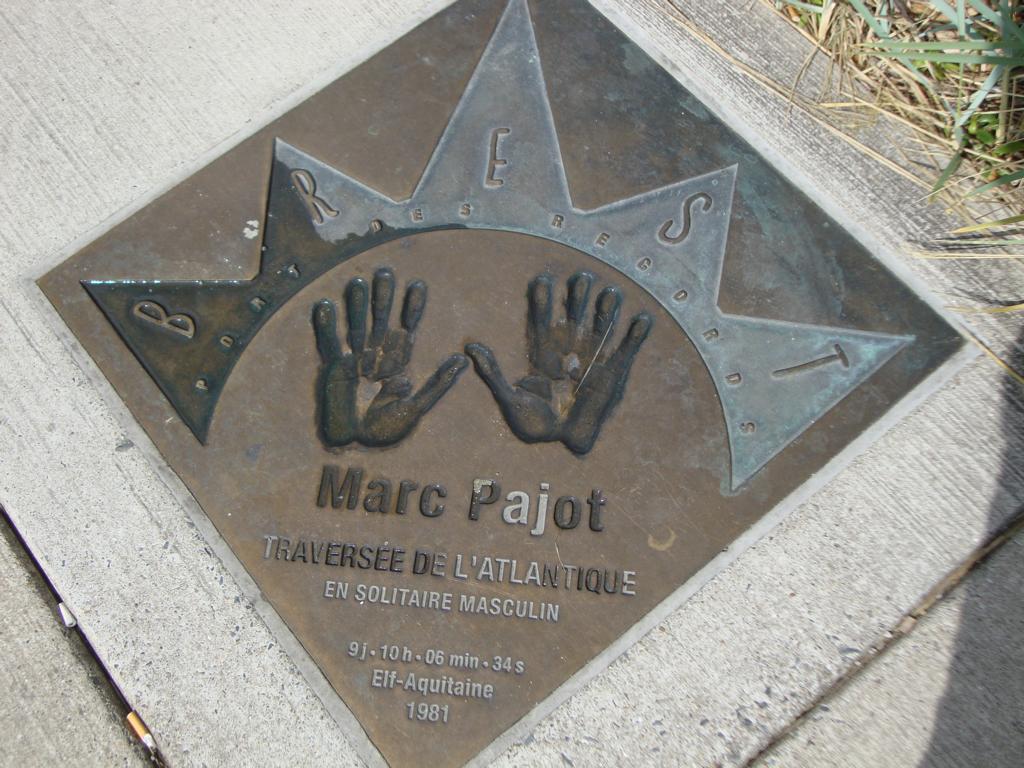 BREST
PORT DES RECORDS
Marc Pajot
TRAVERSÉE DE L'ATLANTIQUE
EN SOLITAIRE MASCULIN
9 j • 10 h • 06 min • 34 s
Elf-Aquitaine
1981